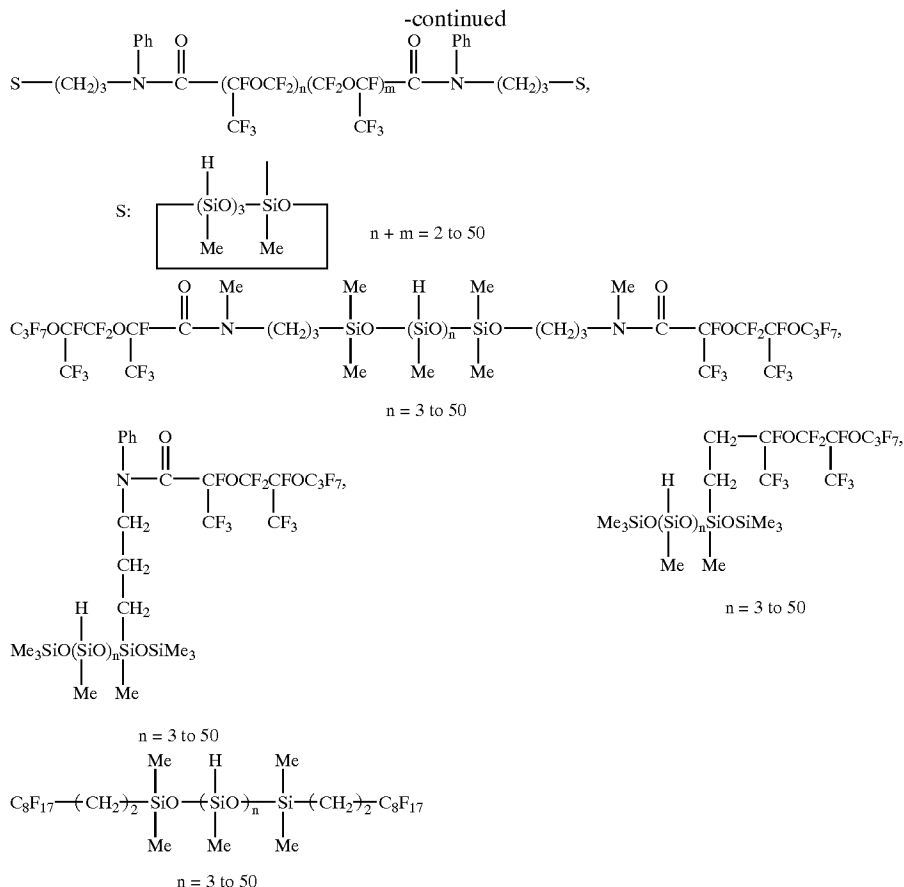 -continued
Ph O O Ph
S—(CH2)3—N—C—(CFOCF2)n(CF2OCF)m—C—N—(CH2)3—S,
CF3 CF3
H
S: (SiO)3—SiO
Me Me
n + m = 2 to 50
O Me Me H Me Me O
C3F7OCFCF2OCF—C—N—(CH2)3—SiO—(SiO)n—SiO—(CH2)3—N—C—CFOCF2CFOC3F7,
CF3 CF3 Me Me Me CF3 CF3
n = 3 to 50
Ph O
N—C—CFOCF2CFOC3F7,
CH2 CF3 CF3
CH2
H CH2
Me3SiO(SiO)nSiOSiMe3
Me Me
n = 3 to 50
CH2—CFOCF2CFOC3F7,
H CH2 CF3 CF3
Me3SiO(SiO)nSiOSiMe3
Me Me
n = 3 to 50
Me H Me
C8F17—(CH2)2—SiO—(SiO)n—Si—(CH2)2—C8F17
Me Me Me
n = 3 to 50